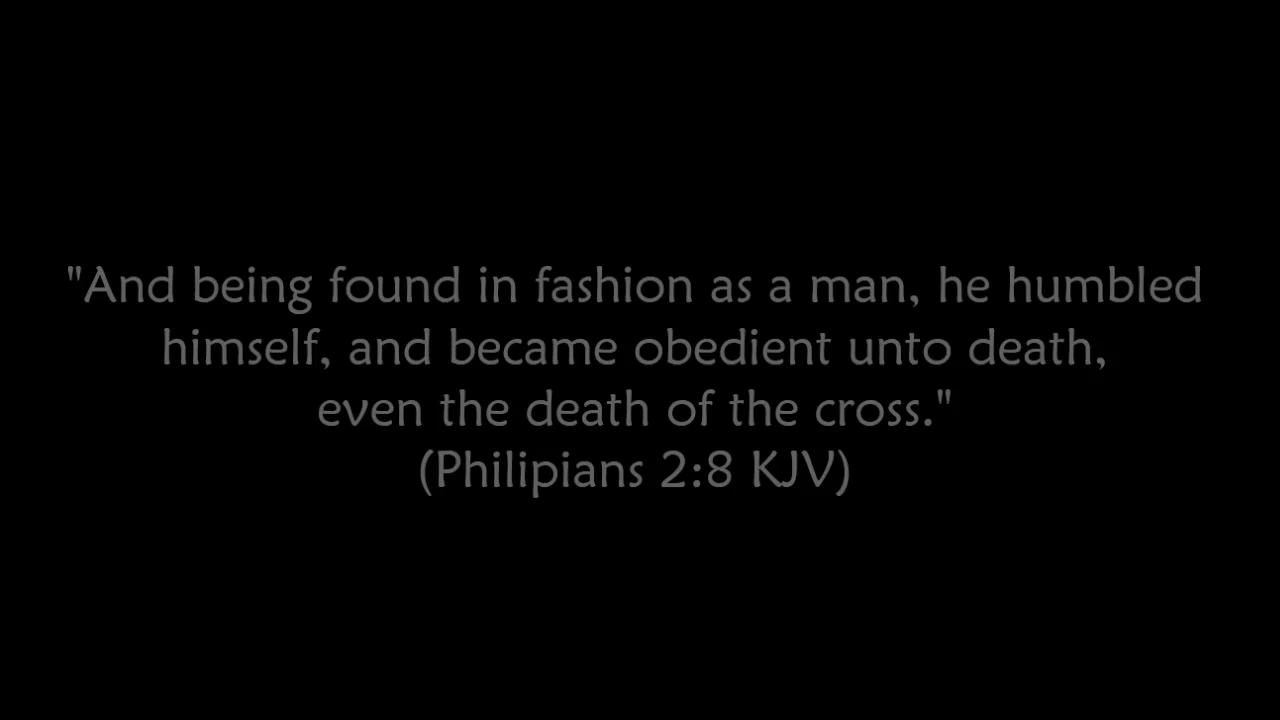 "And being found in fashion as a man, he humbled
himself, and became obedient unto death,
even the death of the cross."
(Philipians 2:8 KJV)